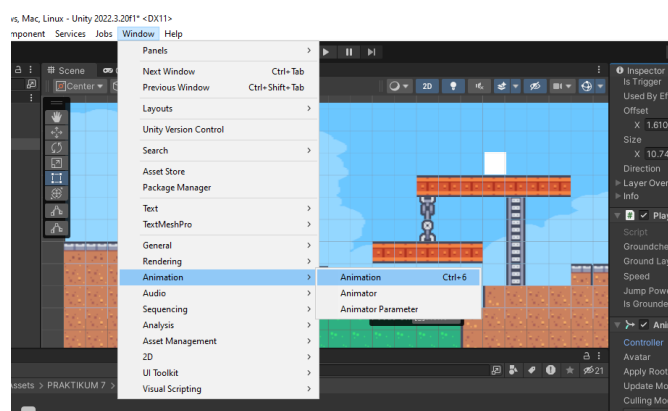 ws, Mac, Linux - Unity 2022.3.20f1* <DX11>
mponent Services Jobs Window Help
Panels
Next Window Ctrl+Tab
Previous Window Ctrl+Shift+Tab
Layouts
Unity Version Control
Search
Asset Store
Package Manager
Text
TextMeshPro
General
Rendering
Animation
Audio
Sequencing
Analysis
Asset Management
2D
UI Toolkit
Visual Scripting
Animation Ctrl+6
Animator
Animator Parameter
Scene
Center
2D
Inspector
Is Trigger
Used By Ef
Offset
X 1.610
Size
X 10.74
Direction
Layer Over
Info
Play
Script
Groundche
Ground Lay
Speed
Jump Powe
Is Grounde
Ani
Controller
Avatar
Apply Root
Update Mo
Culling Mo
21
Assets > PRAKTIKUM 7 >